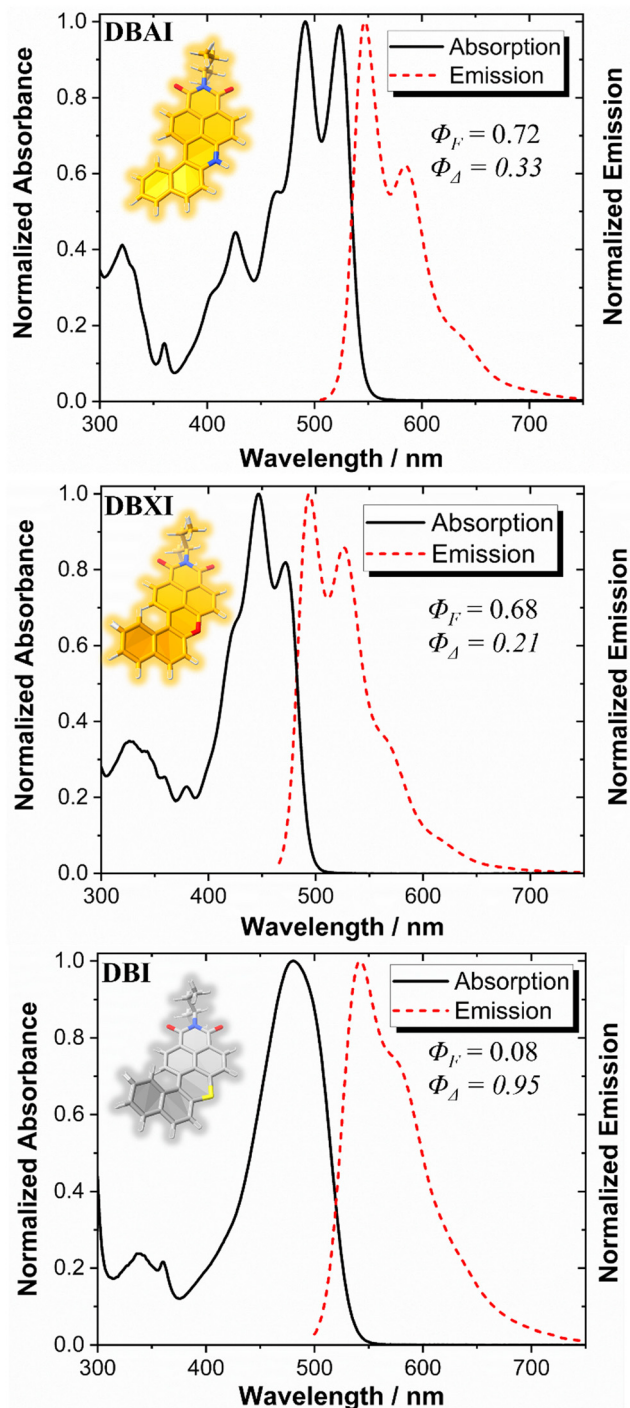 DBAI
Absorption
Emission
Φ_F = 0.72
Φ_Δ = 0.33
Normalized Absorbance
Normalized Emission
1.0
0.8
0.6
0.4
0.2
0.0
300 400 500 600 700
Wavelength / nm
DBXI
Absorption
Emission
Φ_F = 0.68
Φ_Δ = 0.21
Normalized Absorbance
Normalized Emission
1.0
0.8
0.6
0.4
0.2
0.0
300 400 500 600 700
Wavelength / nm
DBI
Absorption
Emission
Φ_F = 0.08
Φ_Δ = 0.95
Normalized Absorbance
Normalized Emission
1.0
0.8
0.6
0.4
0.2
0.0
300 400 500 600 700
Wavelength / nm